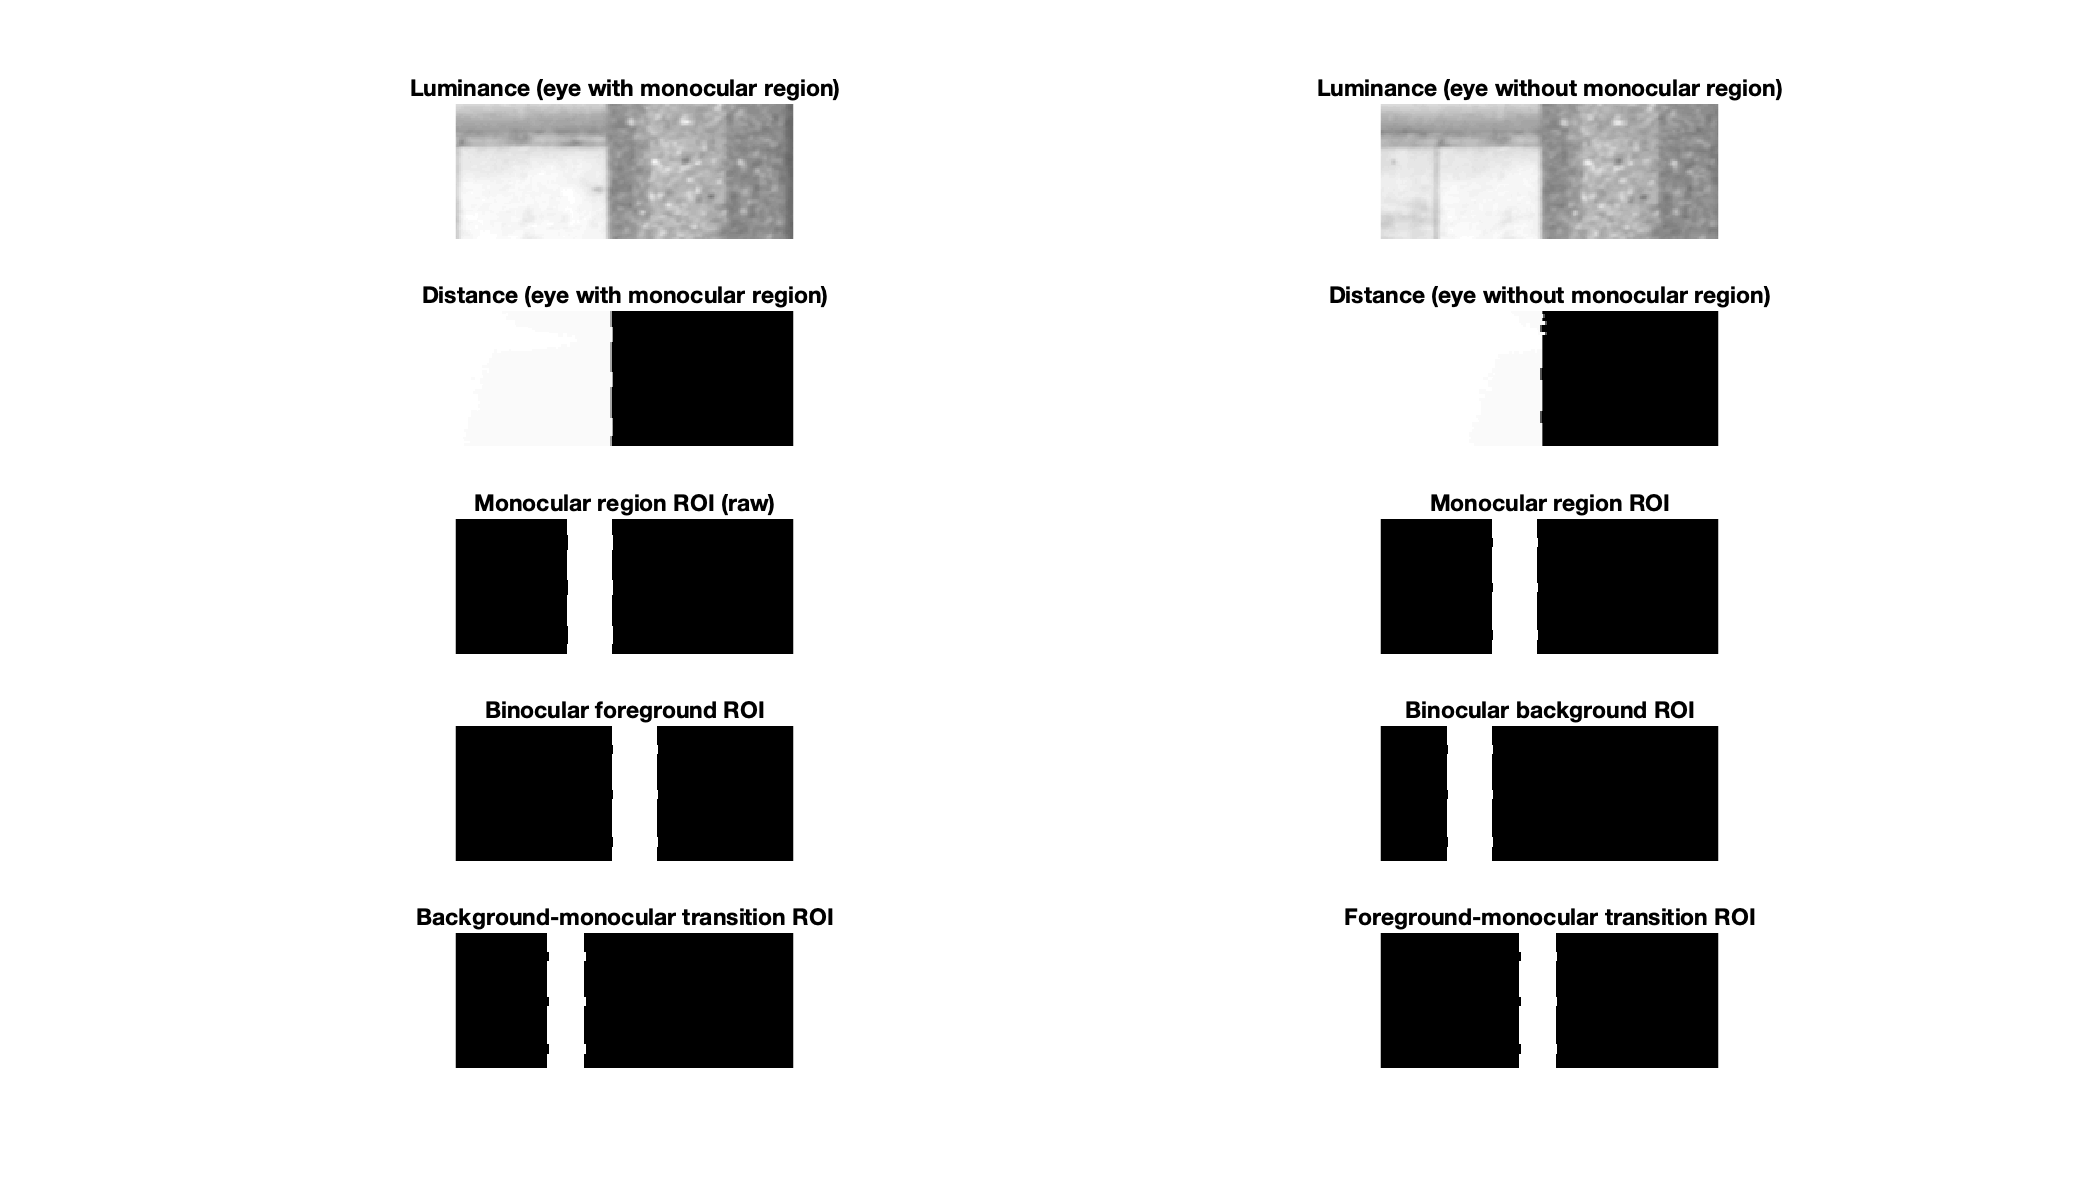 Luminance (eye with monocular region)
Luminance (eye without monocular region)
Distance (eye with monocular region)
Distance (eye without monocular region)
Monocular region ROI (raw)
Monocular region ROI
Binocular foreground ROI
Binocular background ROI
Background-monocular transition ROI
Foreground-monocular transition ROI